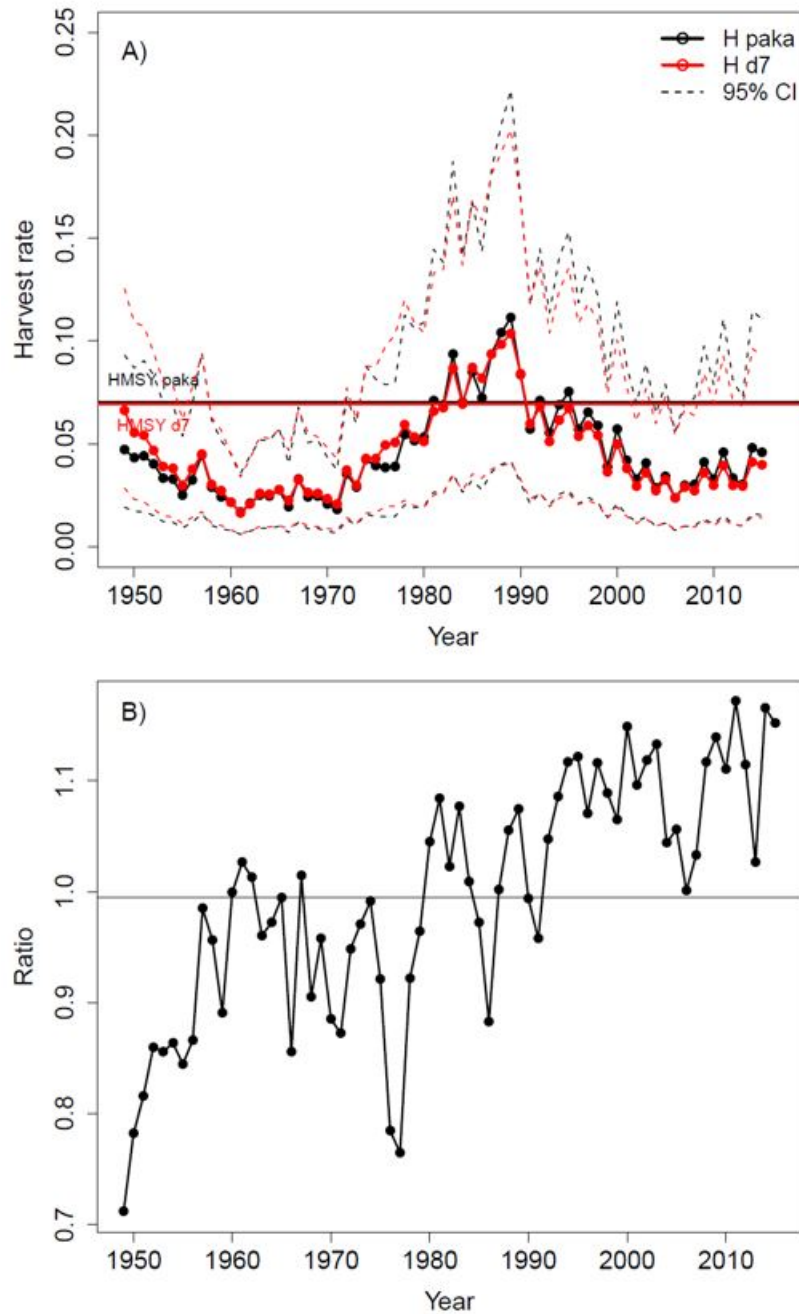 A)
H paka
H d7
95% CI
0.25
0.20
0.15
0.10
0.05
0.00
Harvest rate
HMSY paka
HMSY d7
1950 1960 1970 1980 1990 2000 2010
Year
B)
1.1
1.0
0.9
0.8
0.7
Ratio
1950 1960 1970 1980 1990 2000 2010
Year